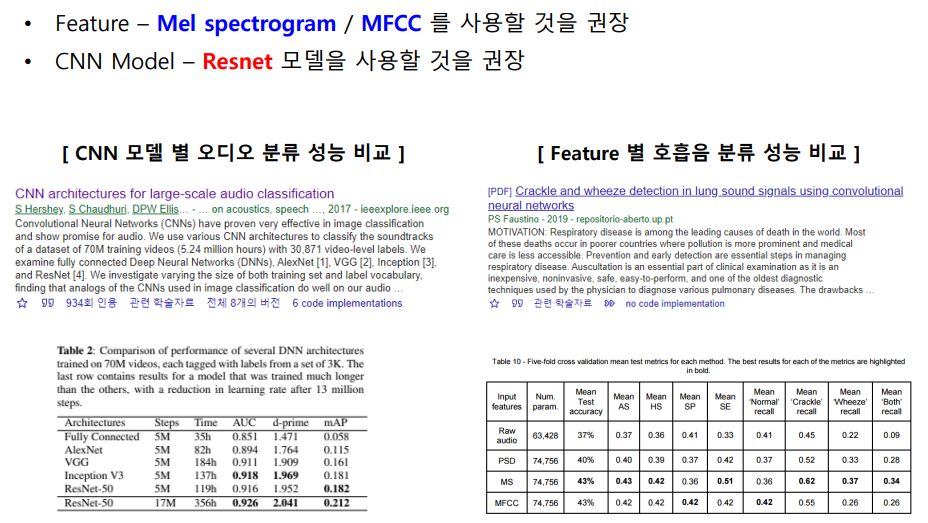 • Feature – Mel spectrogram / MFCC 를 사용할 것을 권장
• CNN Model – Resnet 모델을 사용할 것을 권장
[ CNN 모델 별 오디오 분류 성능 비교 ]
CNN architectures for large-scale audio classification
S Hershey, S Chaudhuri, DPW Ellis… - … on acoustics, speech …, 2017 - ieeexplore.ieee.org
Convolutional Neural Networks (CNNs) have proven very effective in image classification
and show promise for audio. We use various CNN architectures to classify the soundtracks
of a dataset of 70M training videos (5.24 million hours) with 30,871 video-level labels. We
examine fully connected Deep Neural Networks (DNNs), AlexNet [1], VGG [2], Inception [3],
and ResNet [4]. We investigate varying the size of both training set and label vocabulary,
finding that analogs of the CNNs used in image classification do well on our audio …
934회 인용 관련 학술자료 전체 8개의 버전 6 code implementations
Table 2: Comparison of performance of several DNN architectures
trained on 70M videos, each tagged with labels from a set of 3K. The
last row contains results for a model that was trained much longer
than the others, with a reduction in learning rate after 13 million
steps.
Architectures Steps Time AUC d-prime mAP
Fully Connected 5M 35h 0.851 1.471 0.058
AlexNet 5M 82h 0.894 1.764 0.115
VGG 5M 184h 0.911 1.909 0.161
Inception V3 5M 137h 0.918 1.969 0.181
ResNet-50 5M 119h 0.916 1.952 0.182
ResNet-50 17M 356h 0.926 2.041 0.212
[ Feature 별 호흡음 분류 성능 비교 ]
[PDF] Crackle and wheeze detection in lung sound signals using convolutional
neural networks
PS Faustino - 2019 - repositorio-aberto.up.pt
MOTIVATION: Respiratory disease is among the leading causes of death in the world. Most
of these deaths occur in poorer countries where pollution is more prominent and medical
care is less accessible. Prevention and early detection are essential steps in managing
respiratory disease. Auscultation is an essential part of clinical examination as it is an
inexpensive, noninvasive, safe, easy-to-perform, and one of the oldest diagnostic
techniques used by the physician to diagnose various pulmonary diseases. The drawbacks …
관련 학술자료 no code implementation
Table 10 - Five-fold cross validation mean test metrics for each method. The best results for each of the metrics are highlighted
in bold.
Input features Num. param. Mean Test accuracy Mean AS Mean HS Mean SP Mean SE Mean 'Normal' recall Mean 'Crackle' recall Mean 'Wheeze' recall Mean 'Both' recall
Raw audio 63,428 37% 0.37 0.36 0.41 0.33 0.41 0.45 0.22 0.09
PSD 74,756 40% 0.40 0.39 0.37 0.42 0.37 0.52 0.33 0.28
MS 74,756 43% 0.43 0.42 0.36 0.51 0.36 0.62 0.37 0.34
MFCC 74,756 43% 0.42 0.42 0.42 0.42 0.42 0.55 0.26 0.26